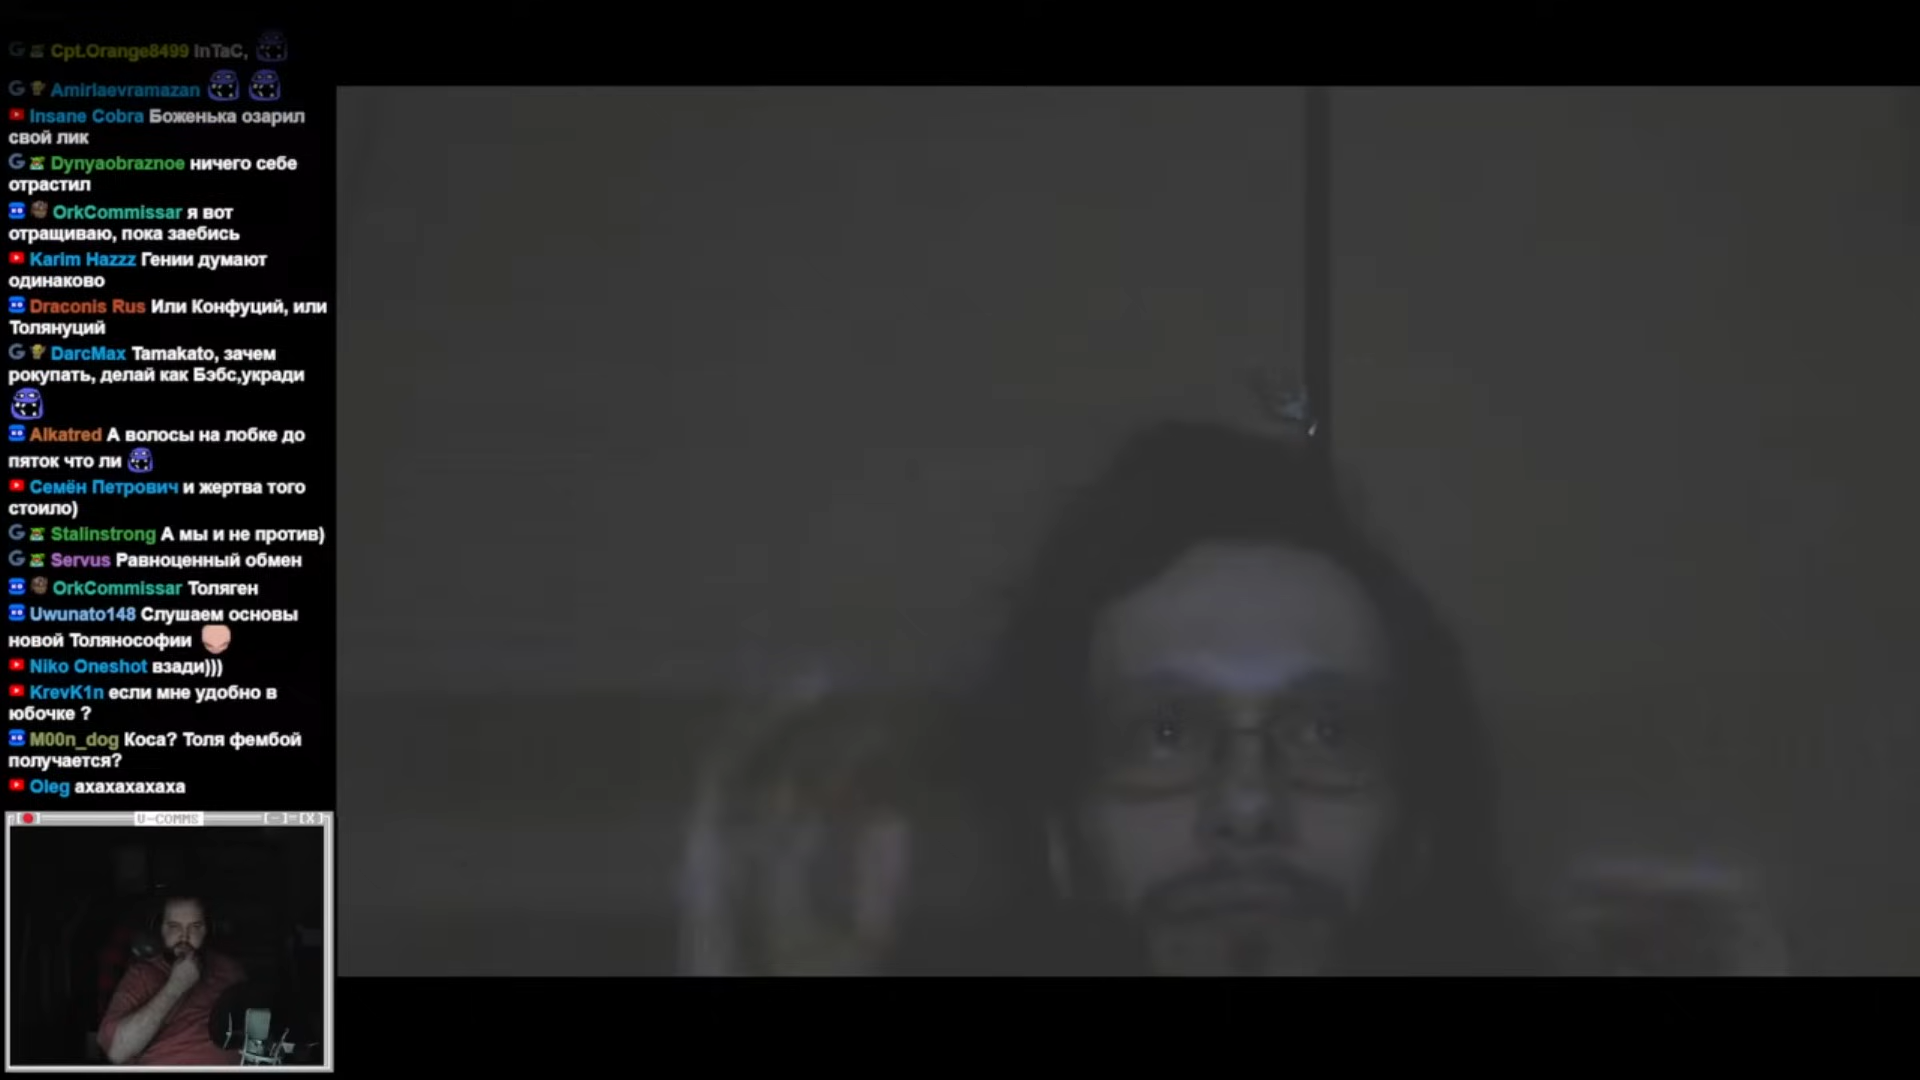 Cpt.Orange8499 InTaC,
Amirlaevramazan
Insane Cobra Боженька озарил
свой лик
Dynyaobraznoe ничего себе
отрастил
OrkCommissar я вот
отращиваю, пока заебись
Karim Hazzz Гении думают
одинаково
Draconis Rus Или Конфуций, или
Толянуций
DarcMax Tamakato, зачем
рокупать, делай как Бэбс,укради
Alkatred А волосы на лобке до
пяток что ли
Семён Петрович и жертва того
стоило)
Stalinstrong А мы и не против)
Servus Равноценный обмен
OrkCommissar Толяген
Uwunato148 Слушаем основы
новой Толянософии
Niko Oneshot взади)))
KrevK1n если мне удобно в
юбочке ?
M00n_dog Коса? Толя фембой
получается?
Oleg ахахахахаха
U-COMMS [-]=[X]